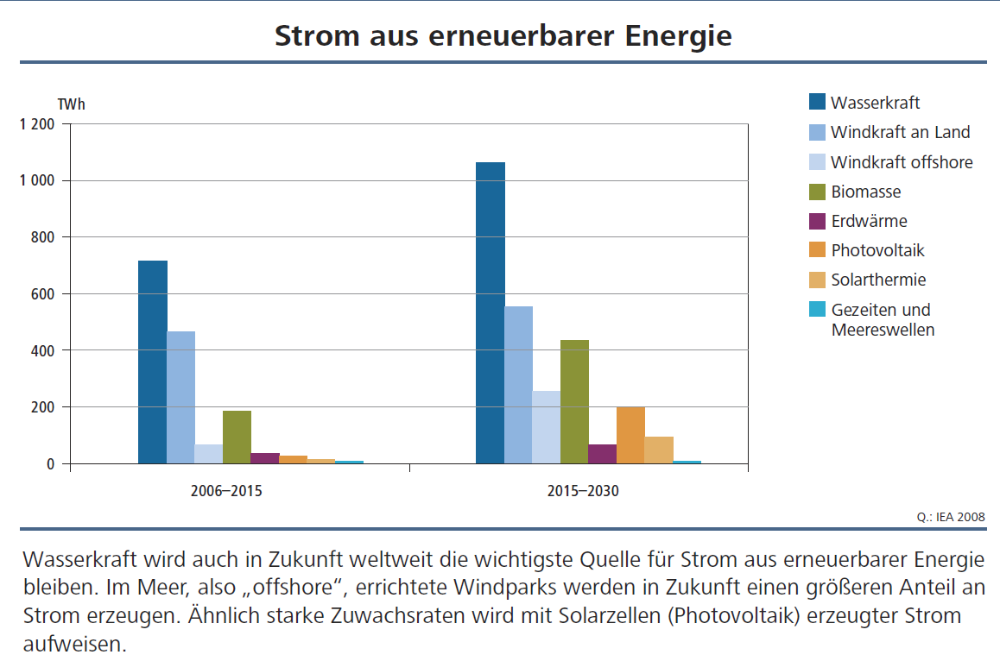 Strom aus erneuerbarer Energie
TWh
1 200
1 000
800
600
400
200
0
2006–2015
2015–2030
Wasserkraft
Windkraft an Land
Windkraft offshore
Biomasse
Erdwärme
Photovoltaik
Solarthermie
Gezeiten und
Meereswellen
Q.: IEA 2008
Wasserkraft wird auch in Zukunft weltweit die wichtigste Quelle für Strom aus erneuerbarer Energie
bleiben. Im Meer, also „offshore“, errichtete Windparks werden in Zukunft einen größeren Anteil an
Strom erzeugen. Ähnlich starke Zuwachsraten wird mit Solarzellen (Photovoltaik) erzeugter Strom
aufweisen.